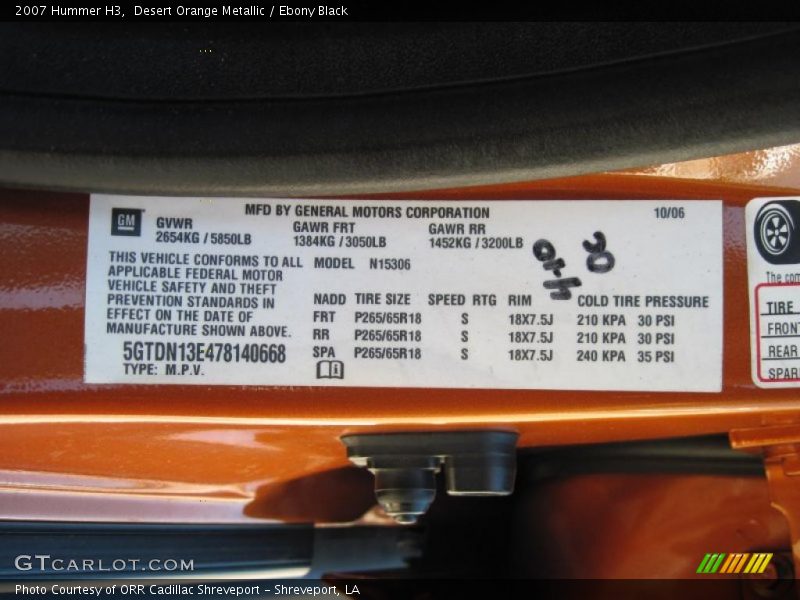 2007 Hummer H3, Desert Orange Metallic / Ebony Black
MFD BY GENERAL MOTORS CORPORATION 10/06
GM GVWR GAWR FRT GAWR RR
2654KG / 5850LB 1384KG / 3050LB 1452KG / 3200LB
THIS VEHICLE CONFORMS TO ALL
APPLICABLE FEDERAL MOTOR
VEHICLE SAFETY AND THEFT
PREVENTION STANDARDS IN
EFFECT ON THE DATE OF
MANUFACTURE SHOWN ABOVE.
5GTDN13E478140668
TYPE: M.P.V.
MODEL N15306
NADD TIRE SIZE SPEED RTG RIM COLD TIRE PRESSURE
FRT P265/65R18 S 18X7.5J 210 KPA 30 PSI
RR P265/65R18 S 18X7.5J 210 KPA 30 PSI
SPA P265/65R18 S 18X7.5J 240 KPA 35 PSI
The com
TIRE
FRONT
REAR
SPAR
GTCARLOT.COM
Photo Courtesy of ORR Cadillac Shreveport - Shreveport, LA